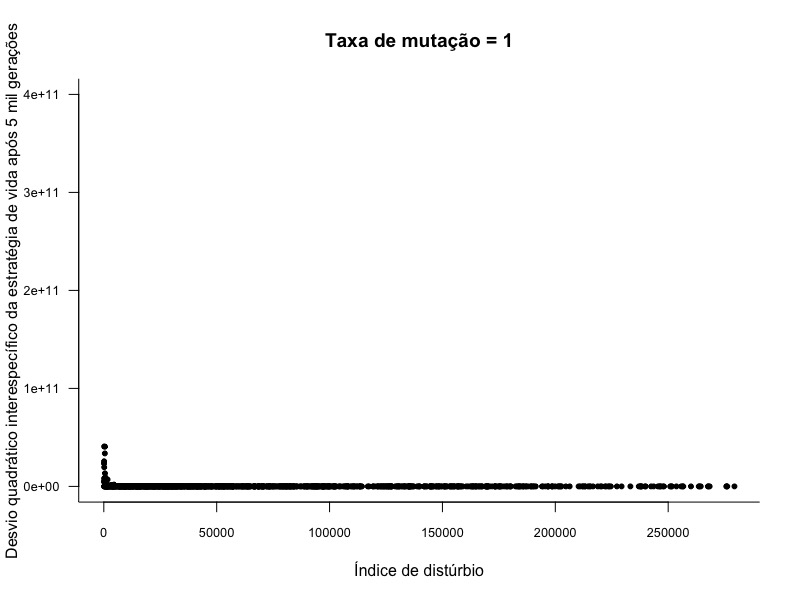 Taxa de mutação = 1
Desvio quadrático interespecífico da estratégia de vida após 5 mil gerações
4e+11
3e+11
2e+11
1e+11
0e+00
0 50000 100000 150000 200000 250000
Índice de distúrbio